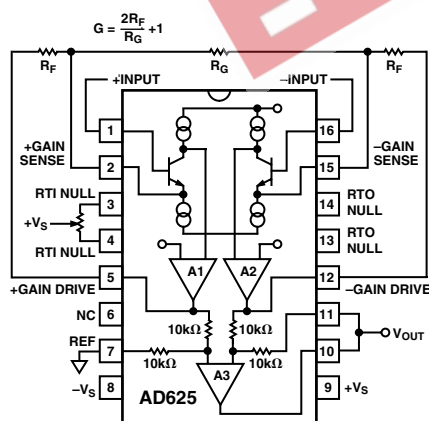 G = 2RF/RG + 1
RF
RG
RF
+INPUT
–INPUT
1
16
+GAIN
SENSE
–GAIN
SENSE
2
15
RTI NULL
3
14
RTO
NULL
+VS
RTI NULL
4
13
RTO
NULL
A1
A2
5
12
+GAIN DRIVE
–GAIN DRIVE
NC
6
11
10kΩ
10kΩ
VOUT
REF
7
10
10kΩ
10kΩ
A3
–VS
8
9
+VS
AD625